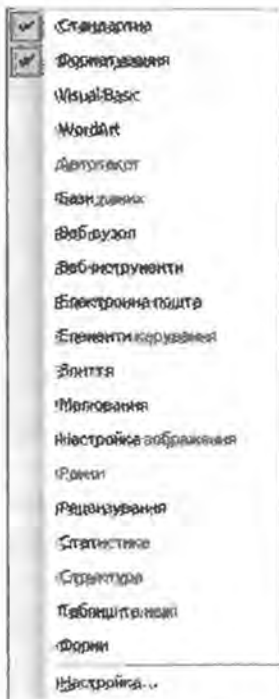 Стандартна
Форматування
Visual Basic
WordArt
Автотекст
Бази даних
Веб-вузол
Веб-инструменти
Електронна пошта
Елементи керування
Злиття
Малювання
Настройка зображення
Рамки
Рецензування
Статистика
Структура
Таблиці та межі
Форми
Настройка...